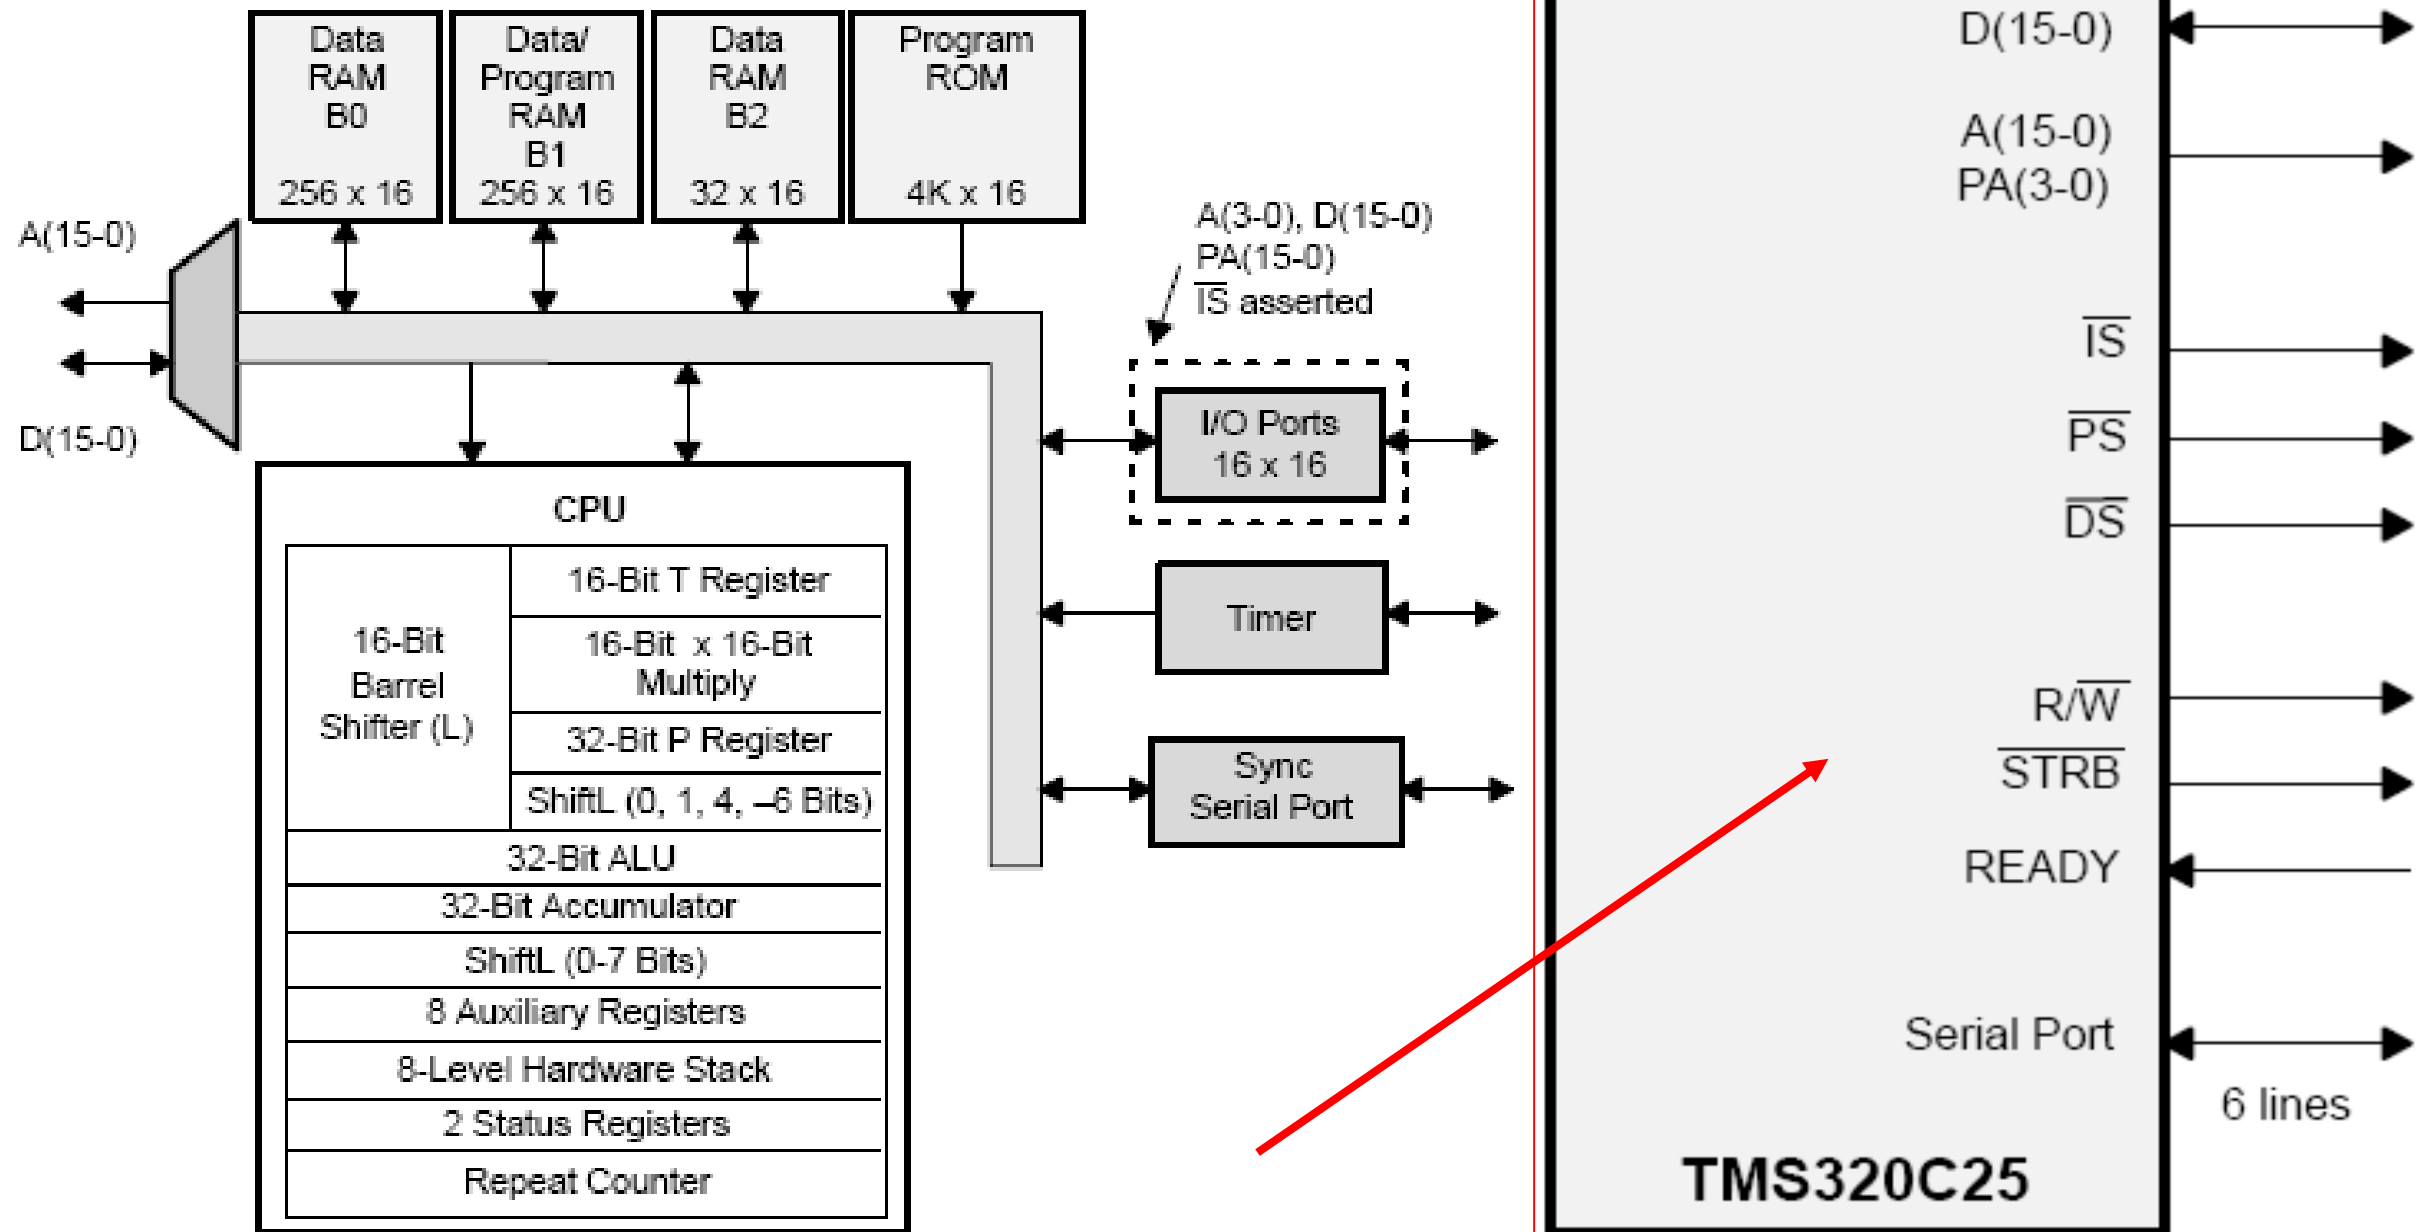 Data
RAM
B0
256 x 16
Data/
Program
RAM
B1
256 x 16
Data
RAM
B2
32 x 16
Program
ROM
4K x 16
A(15-0)
D(15-0)
A(3-0), D(15-0)
PA(15-0)
I̅S̅ asserted
I/O Ports
16 x 16
Timer
Sync
Serial Port
CPU
16-Bit
Barrel
Shifter (L)
16-Bit T Register
16-Bit x 16-Bit
Multiply
32-Bit P Register
ShiftL (0, 1, 4, –6 Bits)
32-Bit ALU
32-Bit Accumulator
ShiftL (0-7 Bits)
8 Auxiliary Registers
8-Level Hardware Stack
2 Status Registers
Repeat Counter
D(15-0)
A(15-0)
PA(3-0)
I̅S̅
P̅S̅
D̅S̅
R/W̅
S̅T̅R̅B̅
READY
Serial Port
6 lines
TMS320C25